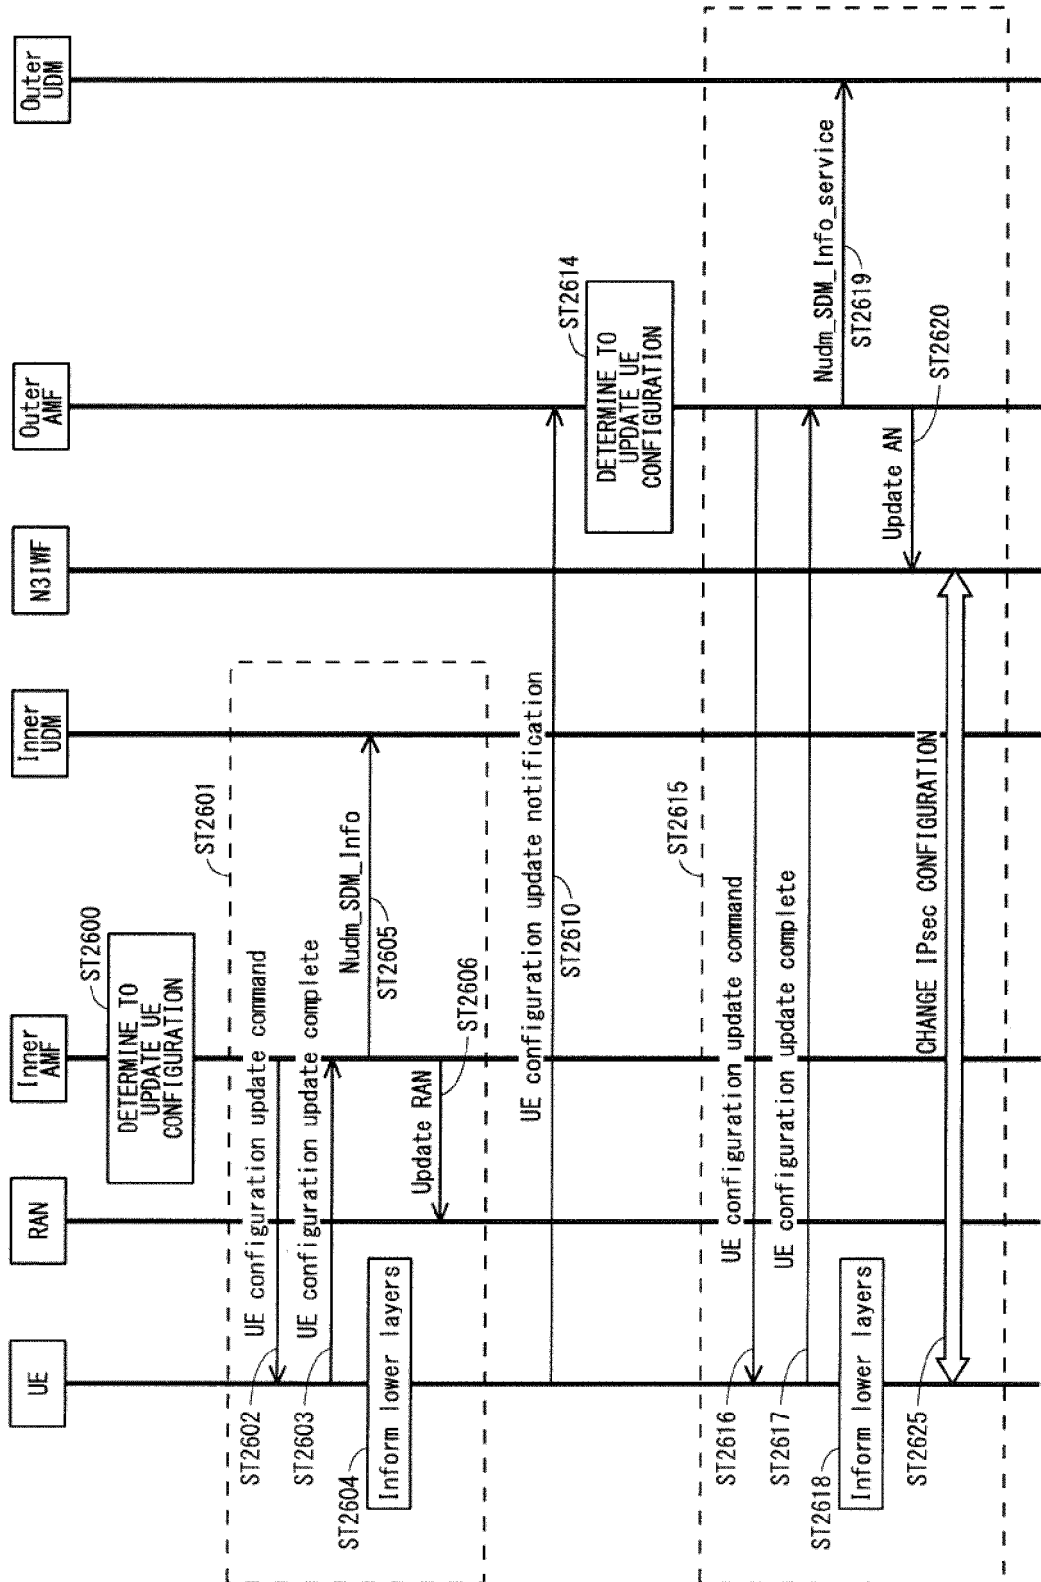 UE
RAN
Inner
AMF
Inner
UDM
N3IWF
Outer
AMF
Outer
UDM
ST2600
DETERMINE TO
UPDATE UE
CONFIGURATION
ST2601
ST2602
UE configuration update command
ST2603
UE configuration update complete
ST2604
Inform lower layers
Nudm_SDM_Info
ST2605
Update RAN
ST2606
UE configuration update notification
ST2610
ST2614
DETERMINE TO
UPDATE UE
CONFIGURATION
ST2615
ST2616
UE configuration update command
ST2617
UE configuration update complete
ST2618
Inform lower layers
Nudm_SDM_Info_service
ST2619
Update AN
ST2620
ST2625
CHANGE IPsec CONFIGURATION